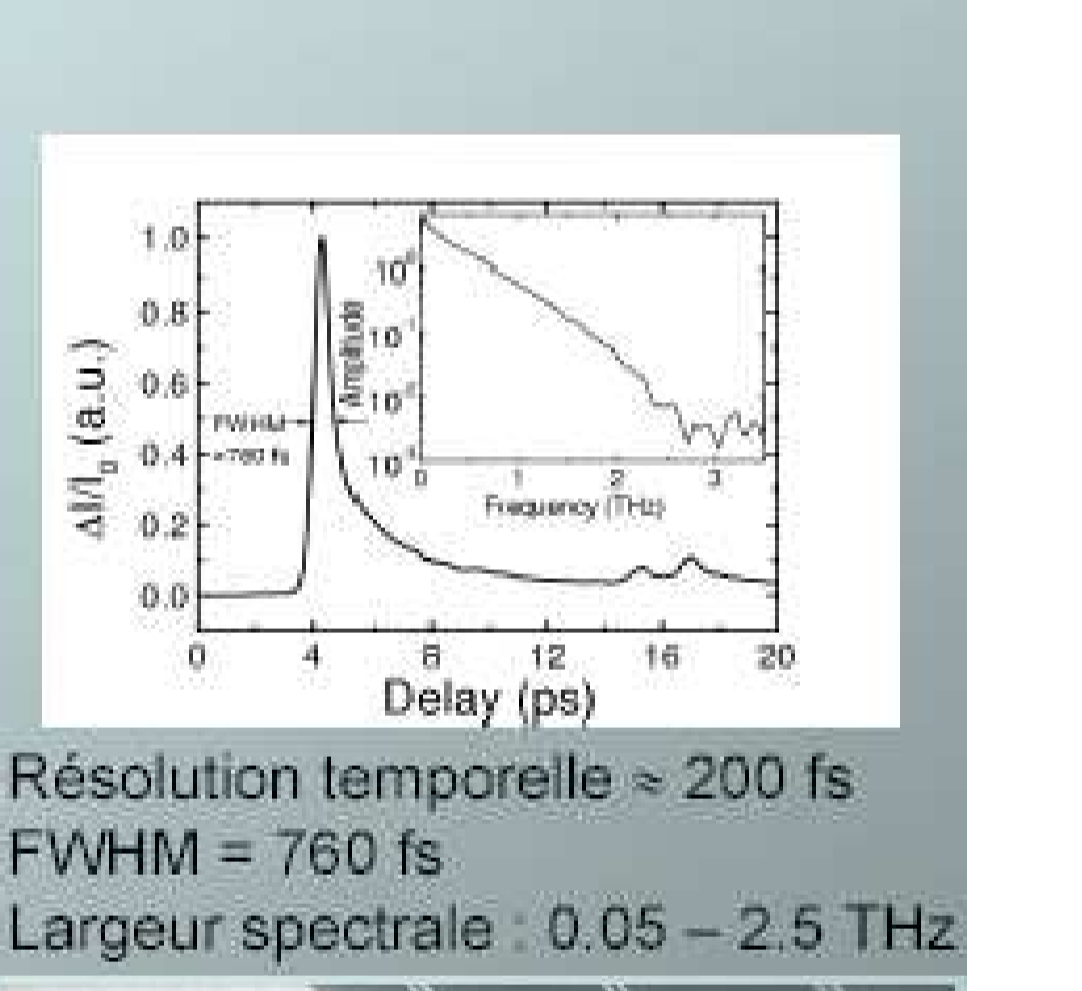 1.0
0.8
0.6
0.4
0.2
0.0
ΔI/I₀ (a.u.)
0 4 8 12 16 20
Delay (ps)
FWHM
Amplitude
10⁰
0 1 2 3
Frequency (THz)
Résolution temporelle ≈ 200 fs
FWHM = 760 fs
Largeur spectrale : 0.05 – 2.5 THz